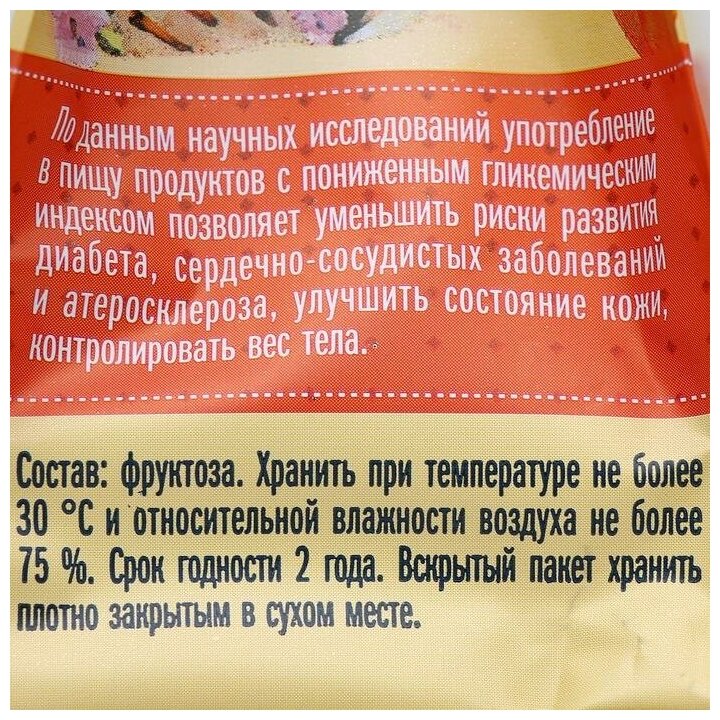 По данным научных исследований употребление
в пищу продуктов с пониженным гликемическим
индексом позволяет уменьшить риски развития
диабета, сердечно-сосудистых заболеваний
и атеросклероза, улучшить состояние кожи,
контролировать вес тела.
Состав: фруктоза. Хранить при температуре не более
30 °С и относительной влажности воздуха не более
75 %. Срок годности 2 года. Вскрытый пакет хранить
плотно закрытым в сухом месте.